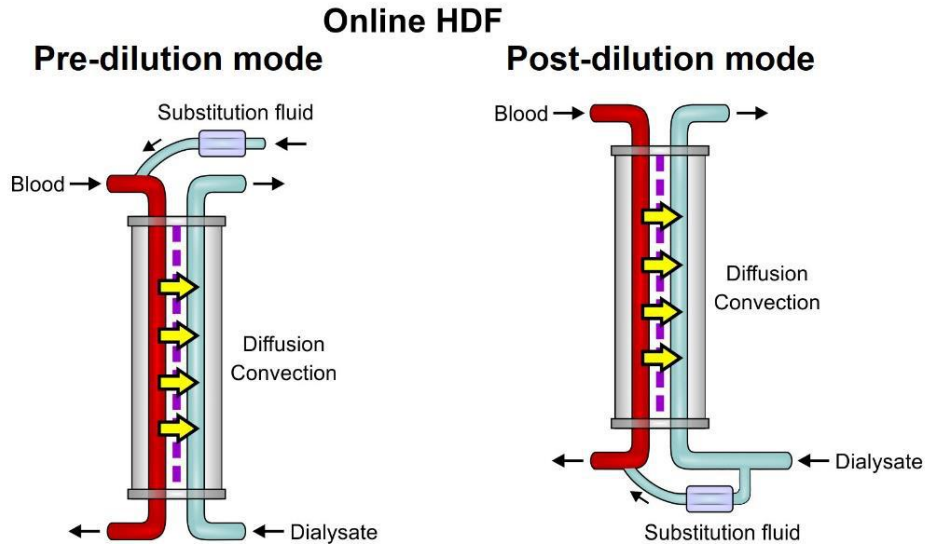 Online HDF
Pre-dilution mode
Substitution fluid
Blood
Diffusion
Convection
Dialysate
Post-dilution mode
Blood
Diffusion
Convection
Dialysate
Substitution fluid